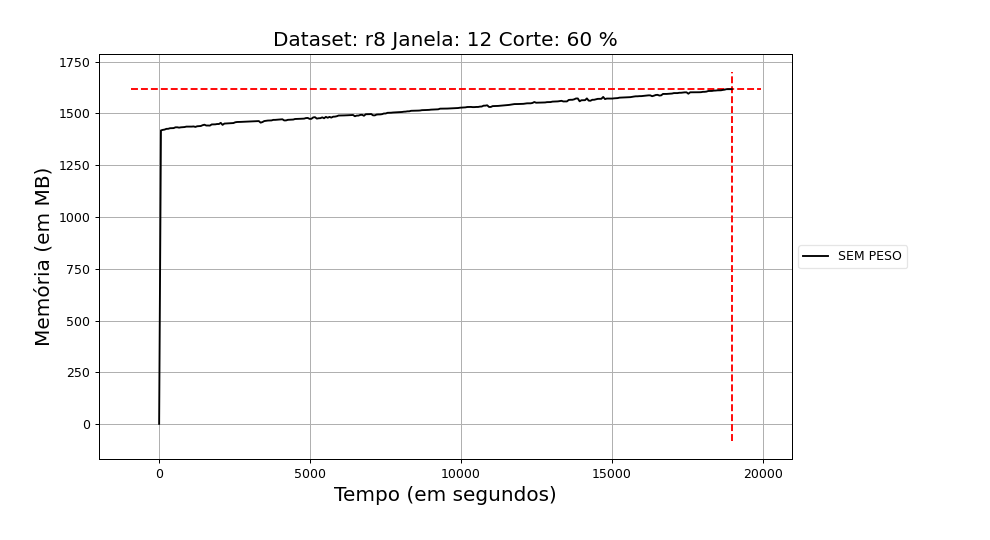 Dataset: r8 Janela: 12 Corte: 60 %
1750
1500
1250
1000
750
500
250
0
Memória (em MB)
0 5000 10000 15000 20000
Tempo (em segundos)
SEM PESO